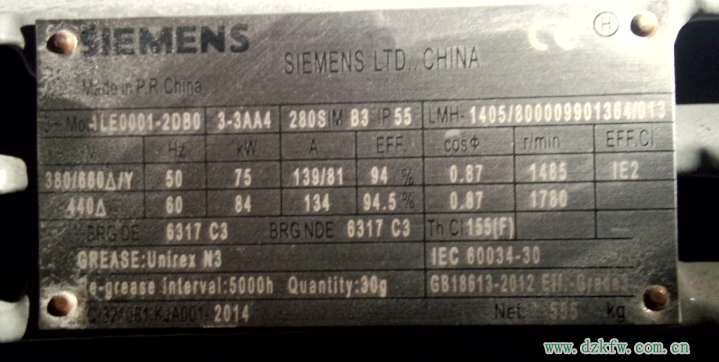 SIEMENS
SIEMENS LTD., CHINA
Made in P.R China
H
3~ Mot 1LE0001-2DB0 3-3AA4 280S IM B3 IP 55 LMH- 1405/800009901364/013
V Hz kW A EFF. cosΦ r/min EFF.Cl
380/660Δ/Y 50 75 139/81 94 % 0.87 1485 IE2
440Δ 60 84 134 94.5 % 0.87 1780
BRG DE 6317 C3 BRG NDE 6317 C3 Th.Cl 155(F)
GREASE: Unirex N3 IEC 60034-30
Re-grease interval: 5000h Quantity: 30g GB18613-2012 Eff. Grade3
2014 Net: 555 kg
www.dzkfw.com.cn